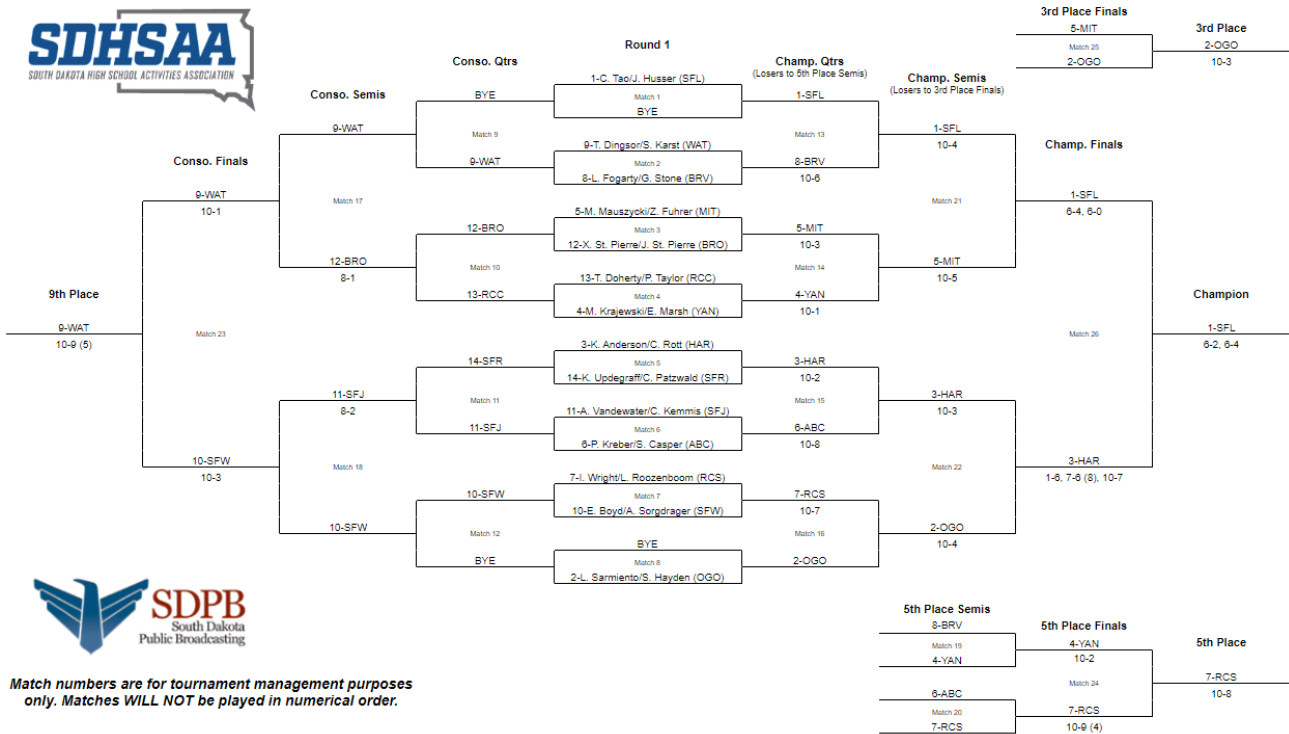 SDHSAA
SOUTH DAKOTA HIGH SCHOOL ACTIVITIES ASSOCIATION
3rd Place Finals
5-MIT
Match 25
2-OGO
3rd Place
2-OGO
10-3
Round 1
1-C. Tao/J. Husser (SFL)
Match 1
BYE
9-T. Dingsor/S. Karst (WAT)
Match 2
8-L. Fogarty/G. Stone (BRV)
5-M. Mauszycki/Z. Fuhrer (MIT)
Match 3
12-X. St. Pierre/J. St. Pierre (BRO)
13-T. Doherty/P. Taylor (RCC)
Match 4
4-M. Krajewski/E. Marsh (YAN)
3-K. Anderson/C. Rott (HAR)
Match 5
14-K. Updegraff/C. Patzwald (SFR)
11-A. Vandewater/C. Kemmis (SFJ)
Match 6
6-P. Kreber/S. Casper (ABC)
7-I. Wright/L. Roozenboom (RCS)
Match 7
10-E. Boyd/A. Sorgdrager (SFW)
BYE
Match 8
2-L. Sarmiento/S. Hayden (OGO)
Conso. Qtrs
BYE
Match 9
9-WAT
12-BRO
Match 10
13-RCC
14-SFR
Match 11
11-SFJ
10-SFW
Match 12
BYE
Conso. Semis
9-WAT
Match 17
12-BRO
8-1
11-SFJ
8-2
Match 18
10-SFW
Conso. Finals
9-WAT
10-1
Match 23
10-SFW
10-3
9th Place
9-WAT
10-9 (5)
Champ. Qtrs
(Losers to 5th Place Semis)
1-SFL
Match 13
8-BRV
10-6
5-MIT
10-3
Match 14
4-YAN
10-1
3-HAR
10-2
Match 15
6-ABC
10-8
7-RCS
10-7
Match 16
2-OGO
Champ. Semis
(Losers to 3rd Place Finals)
1-SFL
10-4
Match 21
5-MIT
10-5
3-HAR
10-3
Match 22
2-OGO
10-4
Champ. Finals
1-SFL
6-4, 6-0
Match 26
3-HAR
1-6, 7-6 (8), 10-7
Champion
1-SFL
6-2, 6-4
5th Place Semis
8-BRV
Match 19
4-YAN
6-ABC
Match 20
7-RCS
5th Place Finals
4-YAN
10-2
Match 24
7-RCS
10-9 (4)
5th Place
7-RCS
10-8
SDPB
South Dakota
Public Broadcasting
Match numbers are for tournament management purposes
only. Matches WILL NOT be played in numerical order.